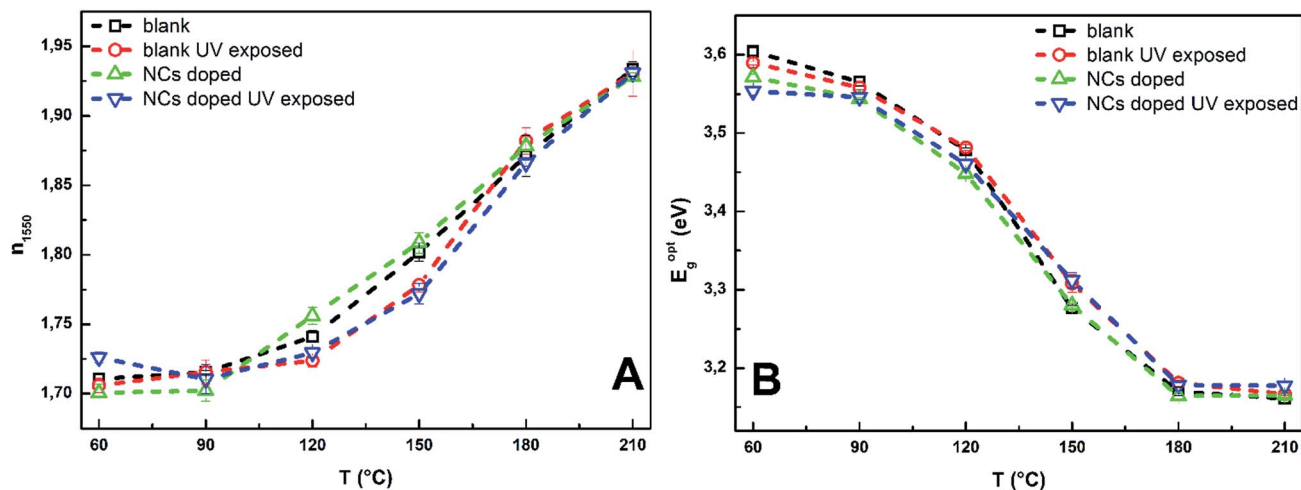 blank
blank UV exposed
NCs doped
NCs doped UV exposed
1,95
1,90
1,85
1,80
1,75
1,70
n1550
60 90 120 150 180 210
T (°C)
A
blank
blank UV exposed
NCs doped
NCs doped UV exposed
3,6
3,5
3,4
3,3
3,2
Eg opt (eV)
60 90 120 150 180 210
T (°C)
B